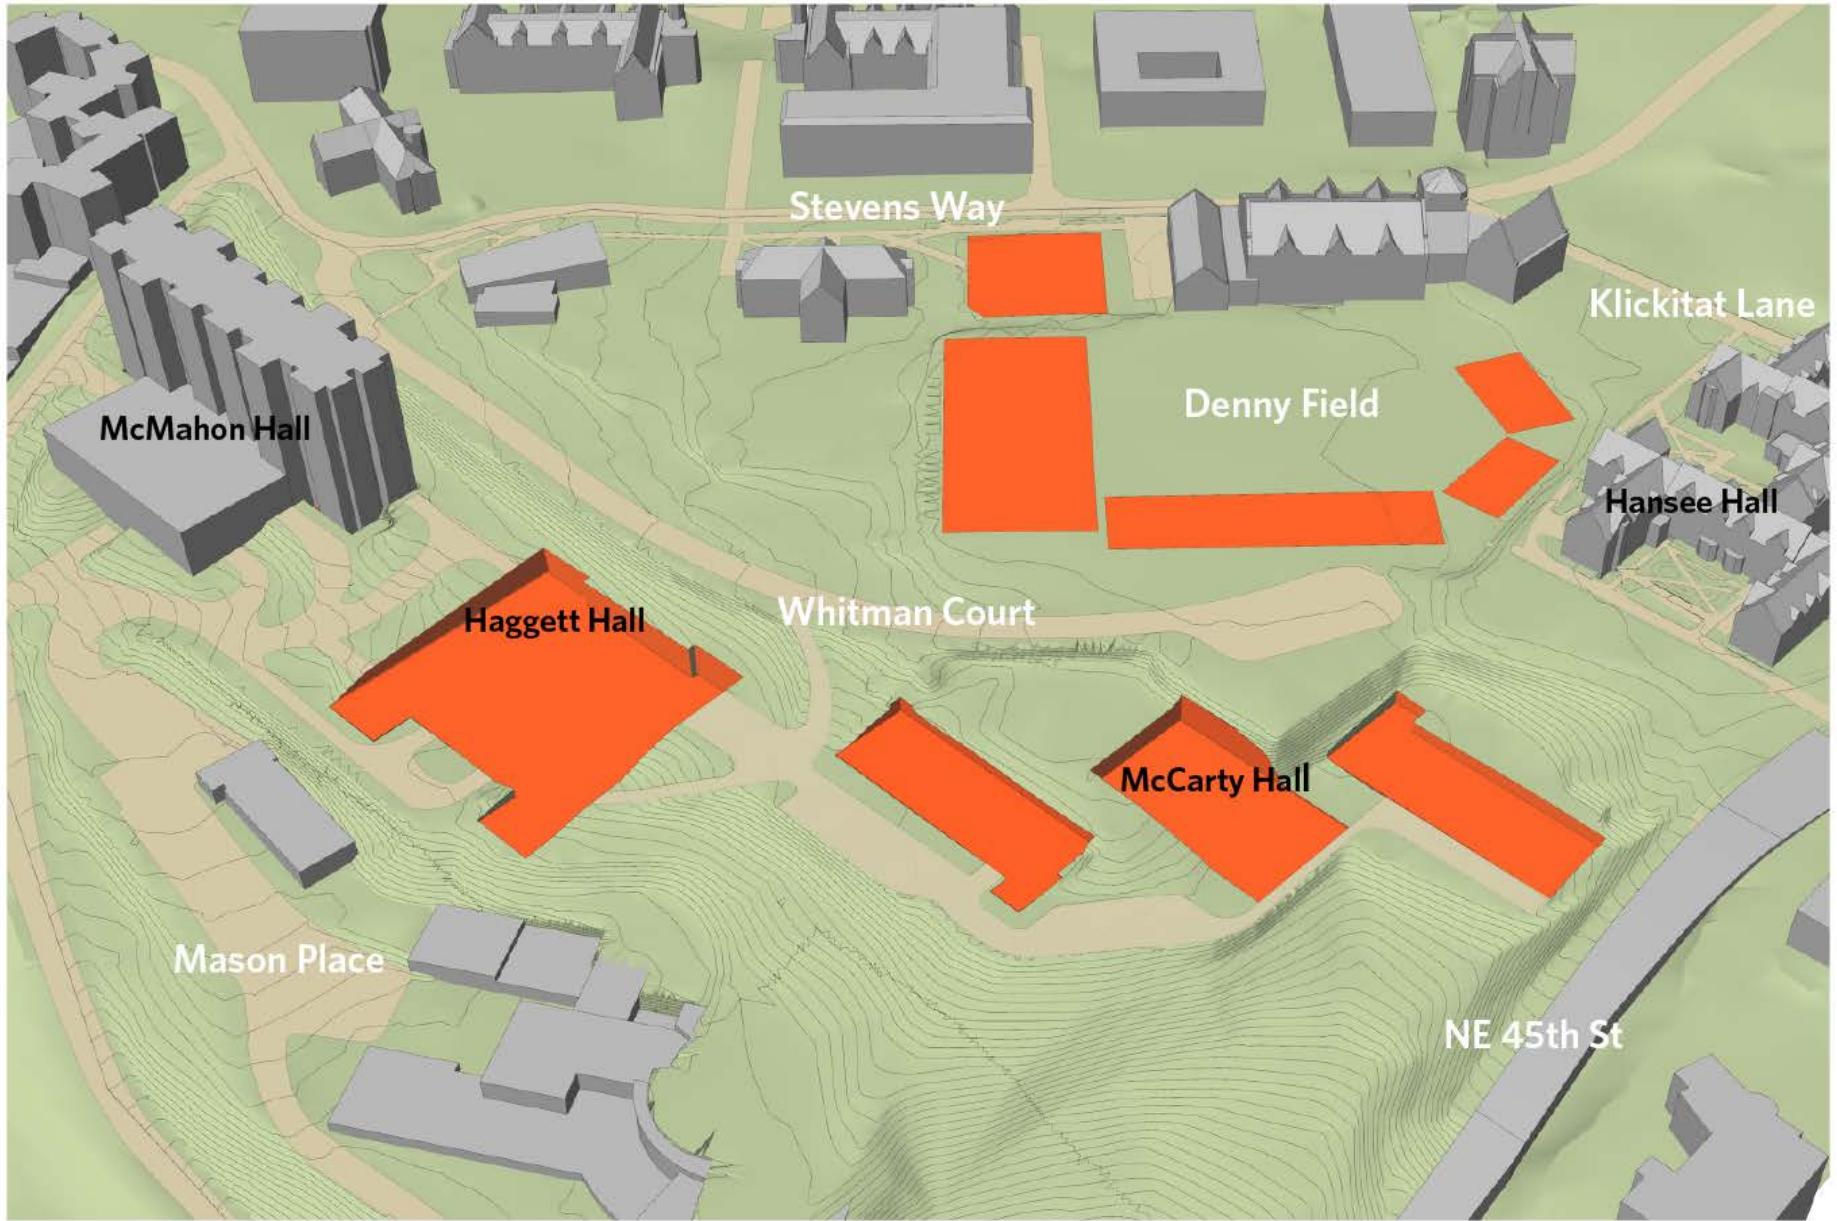 Stevens Way
Klickitat Lane
Denny Field
McMahon Hall
Hansee Hall
Haggett Hall
Whitman Court
McCarty Hall
Mason Place
NE 45th St